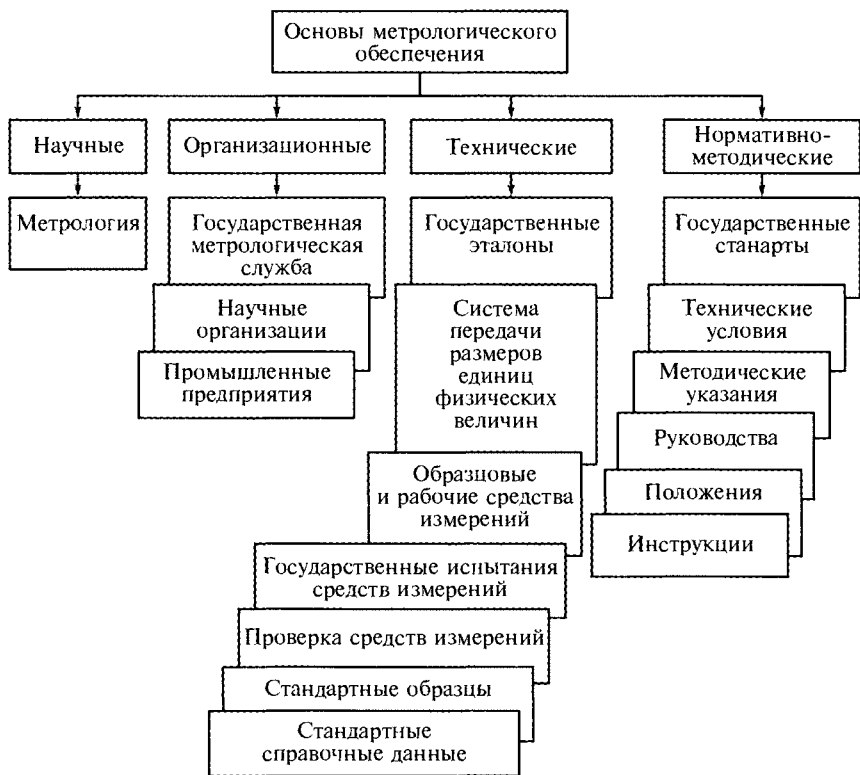 Основы метрологического
обеспечения
Научные
Организационные
Технические
Нормативно-
методические
Метрология
Государственная
метрологическая
служба
Научные
организации
Промышленные
предприятия
Государственные
эталоны
Система
передачи
размеров
единиц
физических
величин
Образцовые
и рабочие средства
измерений
Государственные испытания
средств измерений
Проверка средств измерений
Стандартные образцы
Стандартные
справочные данные
Государственные
станарты
Технические
условия
Методические
указания
Руководства
Положения
Инструкции